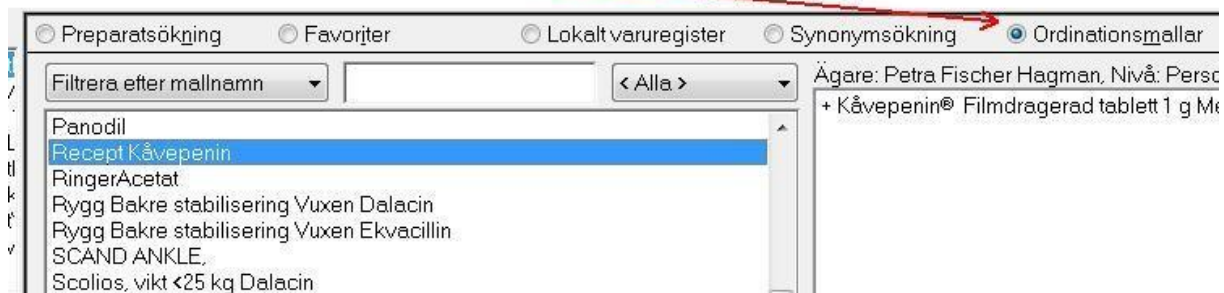 Preparatsökning Favoriter Lokalt varuregister Synonymsökning Ordinationsmallar
Filtrera efter mallnamn < Alla >
Ägare: Petra Fischer Hagman, Nivå: Perso
+ Kåvepenin® Filmdragerad tablett 1 g Me
Panodil
Recept Kåvepenin
RingerAcetat
Rygg Bakre stabilisering Vuxen Dalacin
Rygg Bakre stabilisering Vuxen Ekvacillin
SCAND ANKLE,
Scolios, vikt <25 kg Dalacin